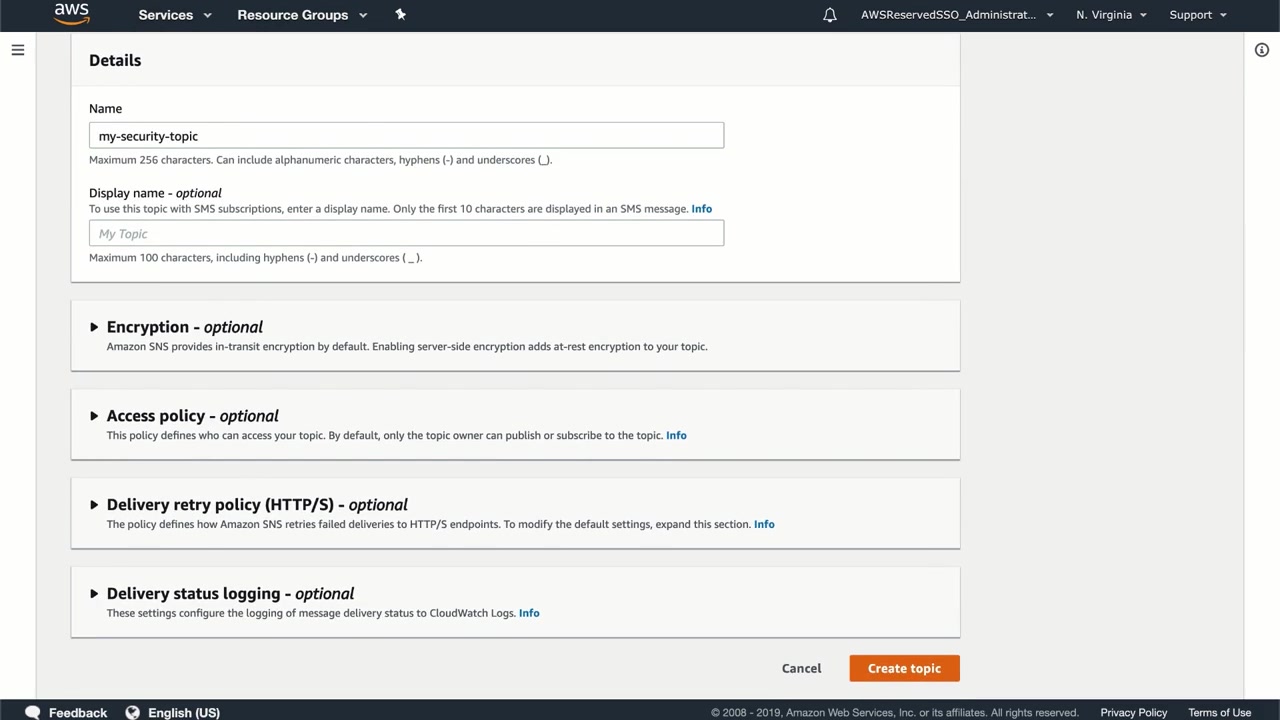 aws
Services
Resource Groups
AWSReservedSSO_Administrat...
N. Virginia
Support
Details
Name
my-security-topic
Maximum 256 characters. Can include alphanumeric characters, hyphens (-) and underscores (_).
Display name - optional
To use this topic with SMS subscriptions, enter a display name. Only the first 10 characters are displayed in an SMS message. Info
My Topic
Maximum 100 characters, including hyphens (-) and underscores ( _ ).
Encryption - optional
Amazon SNS provides in-transit encryption by default. Enabling server-side encryption adds at-rest encryption to your topic.
Access policy - optional
This policy defines who can access your topic. By default, only the topic owner can publish or subscribe to the topic. Info
Delivery retry policy (HTTP/S) - optional
The policy defines how Amazon SNS retries failed deliveries to HTTP/S endpoints. To modify the default settings, expand this section. Info
Delivery status logging - optional
These settings configure the logging of message delivery status to CloudWatch Logs. Info
Cancel
Create topic
Feedback
English (US)
© 2008 - 2019, Amazon Web Services, Inc. or its affiliates. All rights reserved.
Privacy Policy
Terms of Use